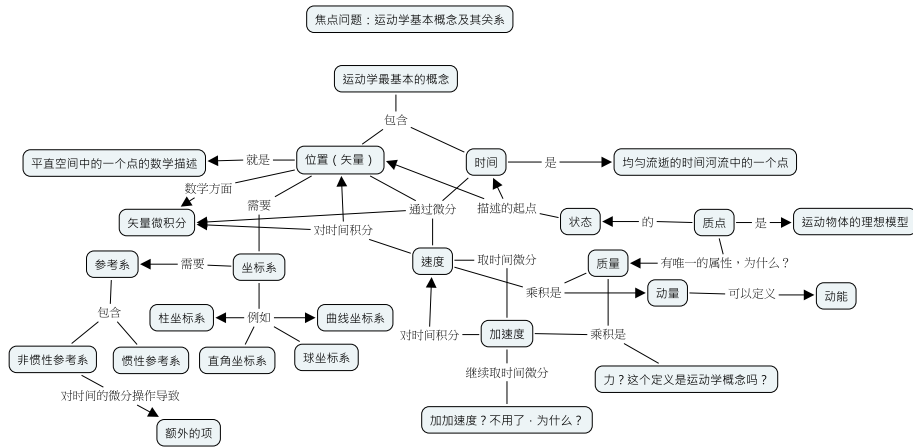 焦点问题：运动学基本概念及其关系
运动学最基本的概念
包含
平直空间中的一个点的数学描述
就是
位置（矢量）
时间
是
均匀流逝的时间河流中的一个点
数学方面
需要
通过微分
描述的起点
矢量微积分
对时间积分
状态
的
质点
是
运动物体的理想模型
参考系
需要
坐标系
速度
取时间微分
质量
有唯一的属性，为什么？
乘积是
动量
可以定义
动能
包含
柱坐标系
例如
曲线坐标系
对时间积分
加速度
乘积是
非惯性参考系
惯性参考系
直角坐标系
球坐标系
继续取时间微分
力？这个定义是运动学概念吗？
对时间的微分操作导致
额外的项
加加速度？不用了，为什么？